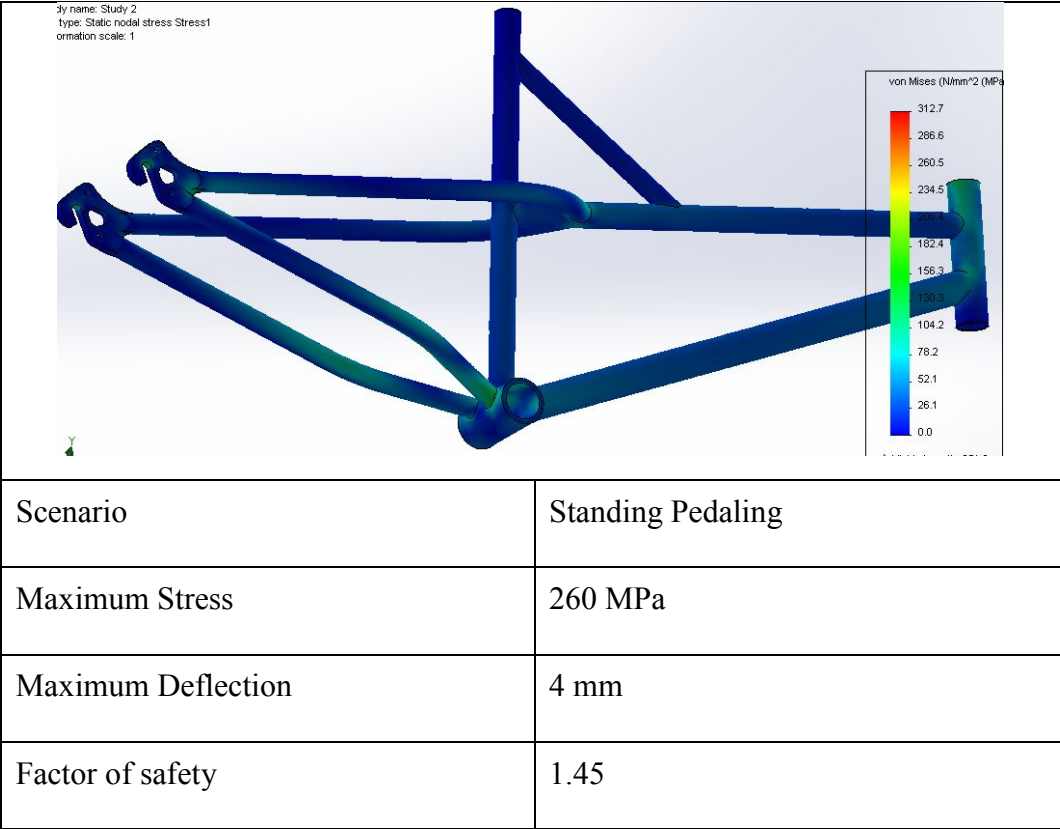 dy name: Study 2
type: Static nodal stress Stress1
ormation scale: 1
von Mises (N/mm^2 (MPa
312.7
286.6
260.5
234.5
208.4
182.4
156.3
130.3
104.2
78.2
52.1
26.1
0.0
Y
Scenario
Standing Pedaling
Maximum Stress
260 MPa
Maximum Deflection
4 mm
Factor of safety
1.45